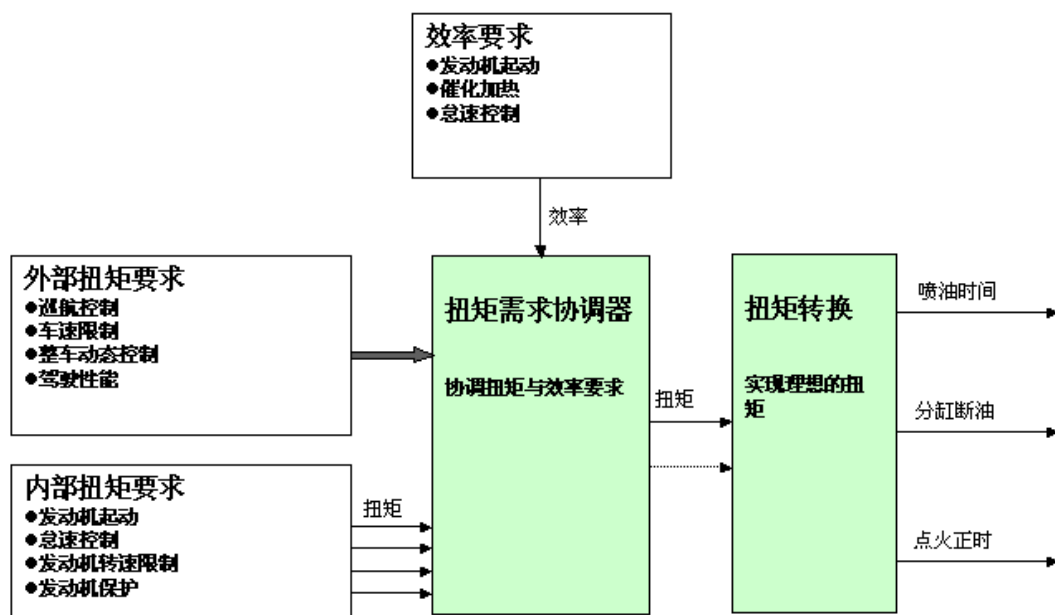 效率要求
●发动机起动
●催化加热
●怠速控制
效率
外部扭矩要求
●巡航控制
●车速限制
●整车动态控制
●驾驶性能
内部扭矩要求
●发动机起动
●怠速控制
●发动机转速限制
●发动机保护
扭矩
扭矩需求协调器
协调扭矩与效率要求
扭矩
扭矩转换
实现理想的扭
矩
喷油时间
分缸断油
点火正时